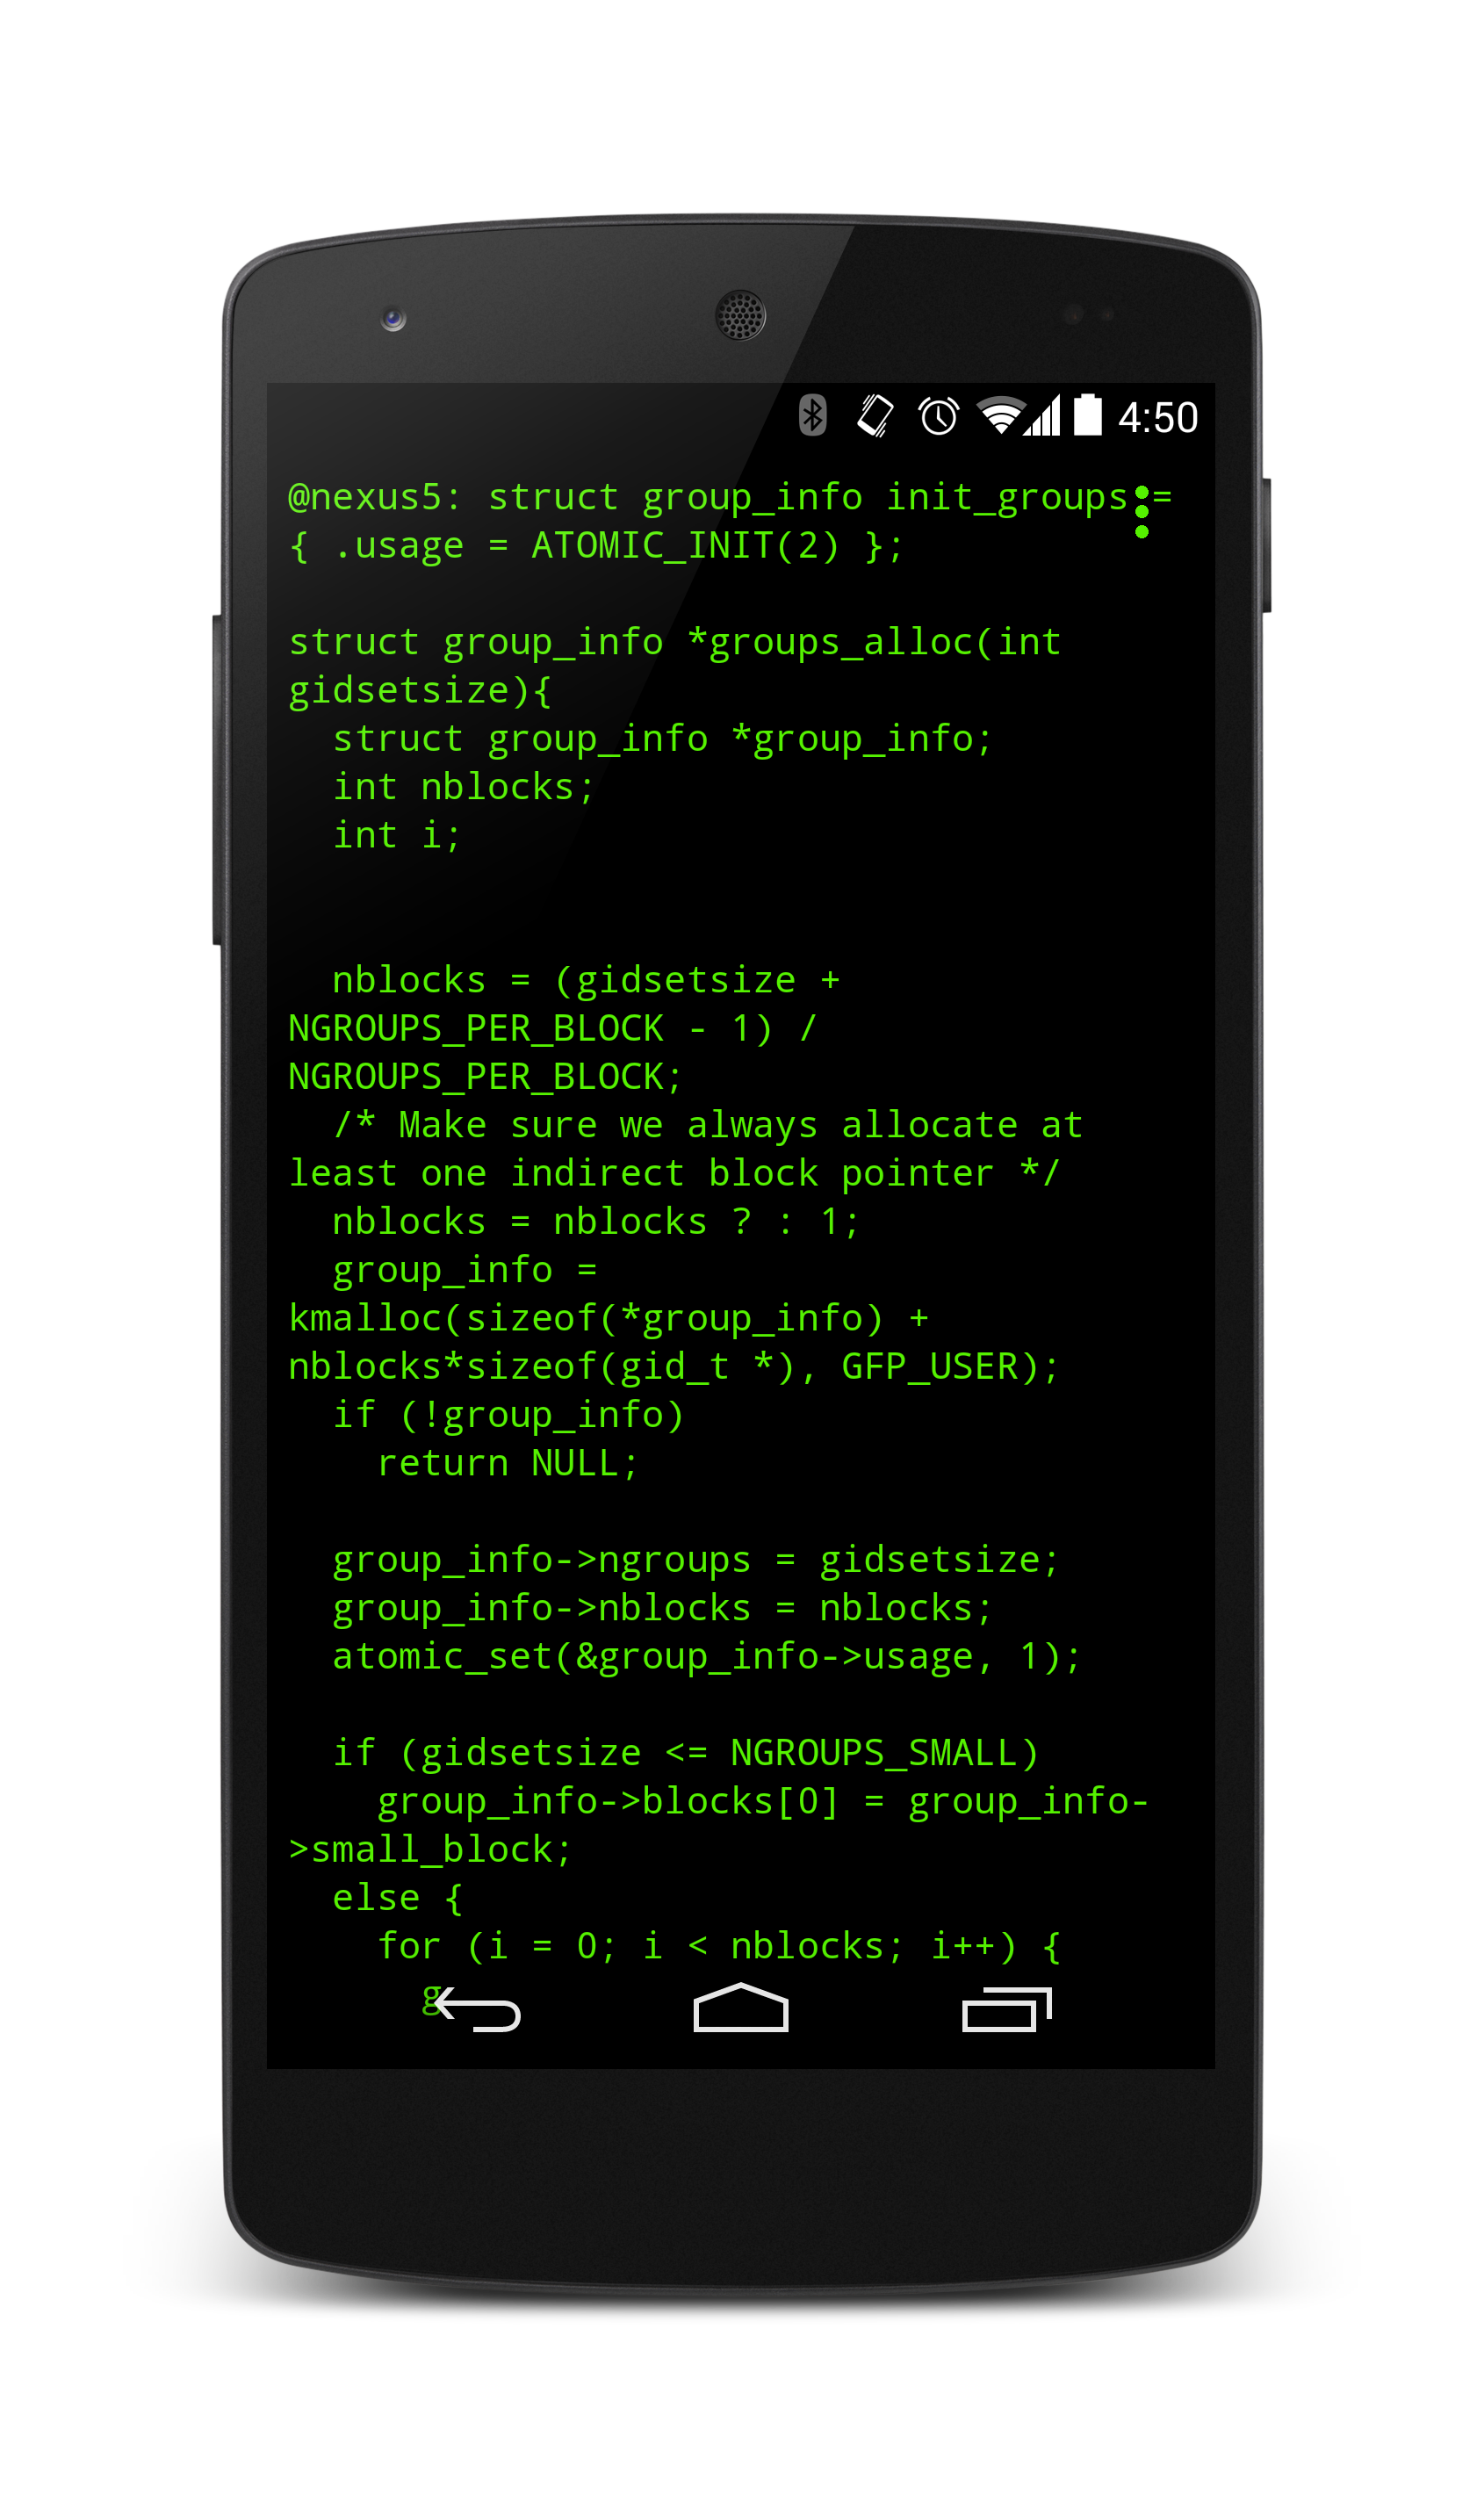 4:50
@nexus5: struct group_info init_groups =
{ .usage = ATOMIC_INIT(2) };
struct group_info *groups_alloc(int
gidsetsize){
  struct group_info *group_info;
  int nblocks;
  int i;
  nblocks = (gidsetsize +
NGROUPS_PER_BLOCK - 1) /
NGROUPS_PER_BLOCK;
  /* Make sure we always allocate at
least one indirect block pointer */
  nblocks = nblocks ? : 1;
  group_info =
kmalloc(sizeof(*group_info) +
nblocks*sizeof(gid_t *), GFP_USER);
  if (!group_info)
    return NULL;
  group_info->ngroups = gidsetsize;
  group_info->nblocks = nblocks;
  atomic_set(&group_info->usage, 1);
  if (gidsetsize <= NGROUPS_SMALL)
    group_info->blocks[0] = group_info-
>small_block;
  else {
    for (i = 0; i < nblocks; i++) {
      g